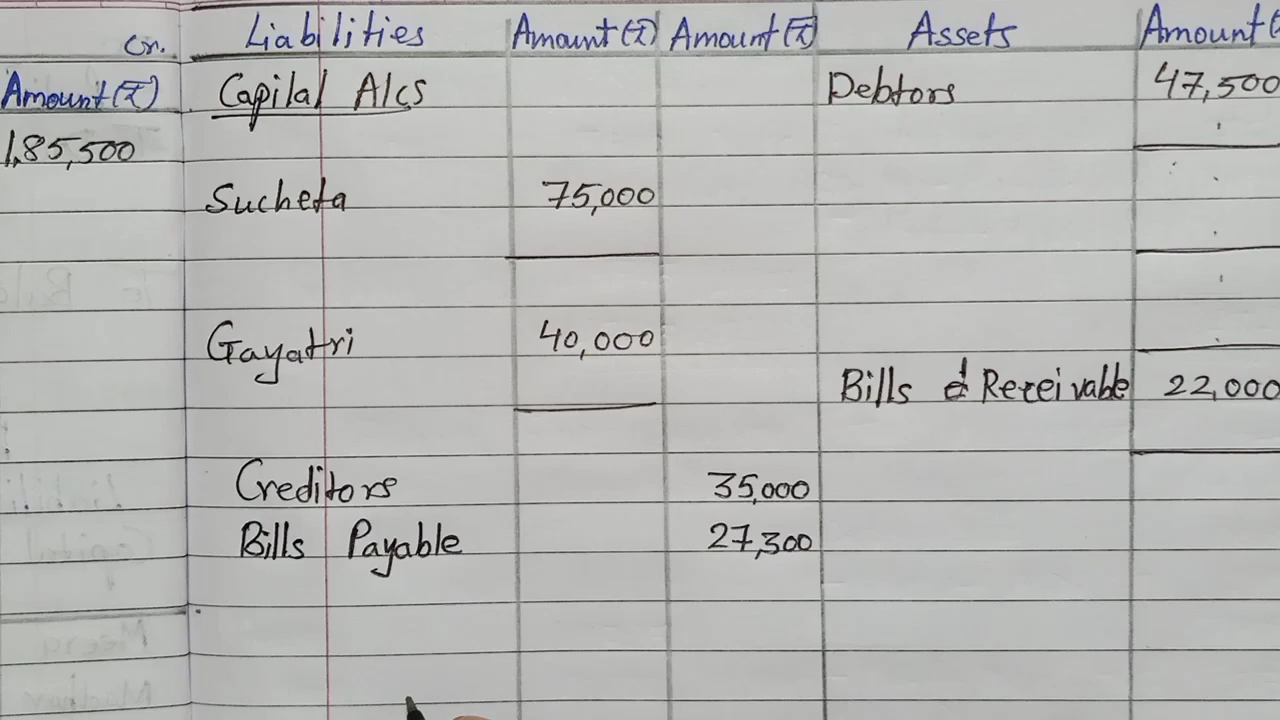 Cr. Liabilities Amount (₹) Amount (₹) Assets Amount
Amount (₹) Capital A/cs Debtors 47,500
1,85,500
Sucheta 75,000
Gayatri 40,000
Bills Receivable 22,000
Creditors 35,000
Bills Payable 27,300